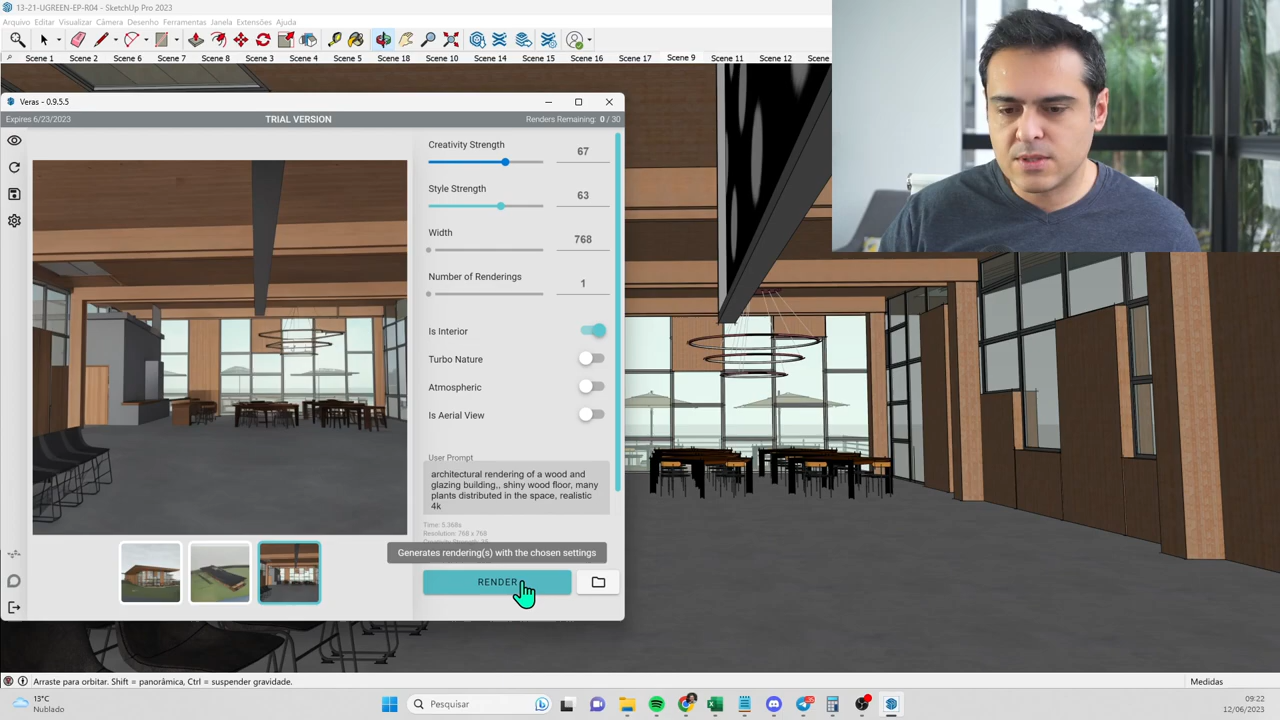 13-21-UGREEN-EP-R04 - SketchUp Pro 2023
Arquivo Editar Visualizar Câmera Desenho Ferramentas Janela Extensões Ajuda
Scene 1 Scene 2 Scene 6 Scene 7 Scene 8 Scene 3 Scene 4 Scene 5 Scene 18 Scene 10 Scene 14 Scene 15 Scene 16 Scene 17 Scene 9 Scene 11 Scene 12 Scene
Veras - 0.9.5.5
Expires 6/23/2023 TRIAL VERSION Renders Remaining: 0 / 30
Creativity Strength 67
Style Strength 63
Width 768
Number of Renderings 1
Is Interior
Turbo Nature
Atmospheric
Is Aerial View
User Prompt
architectural rendering of a wood and
glazing building,, shiny wood floor, many
plants distributed in the space, realistic
4k
Time: 5.368s
Resolution: 768 x 768
Generates rendering(s) with the chosen settings
RENDER
Arraste para orbitar. Shift = panorâmica, Ctrl = suspender gravidade. Medidas
13°C
Nublado
Pesquisar
09:22
12/06/2023